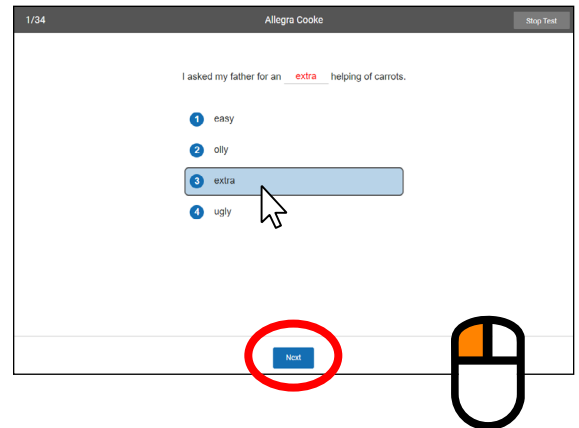 1/34 Allegra Cooke Stop Test
I asked my father for an extra helping of carrots.
1 easy
2 olly
3 extra
4 ugly
Next